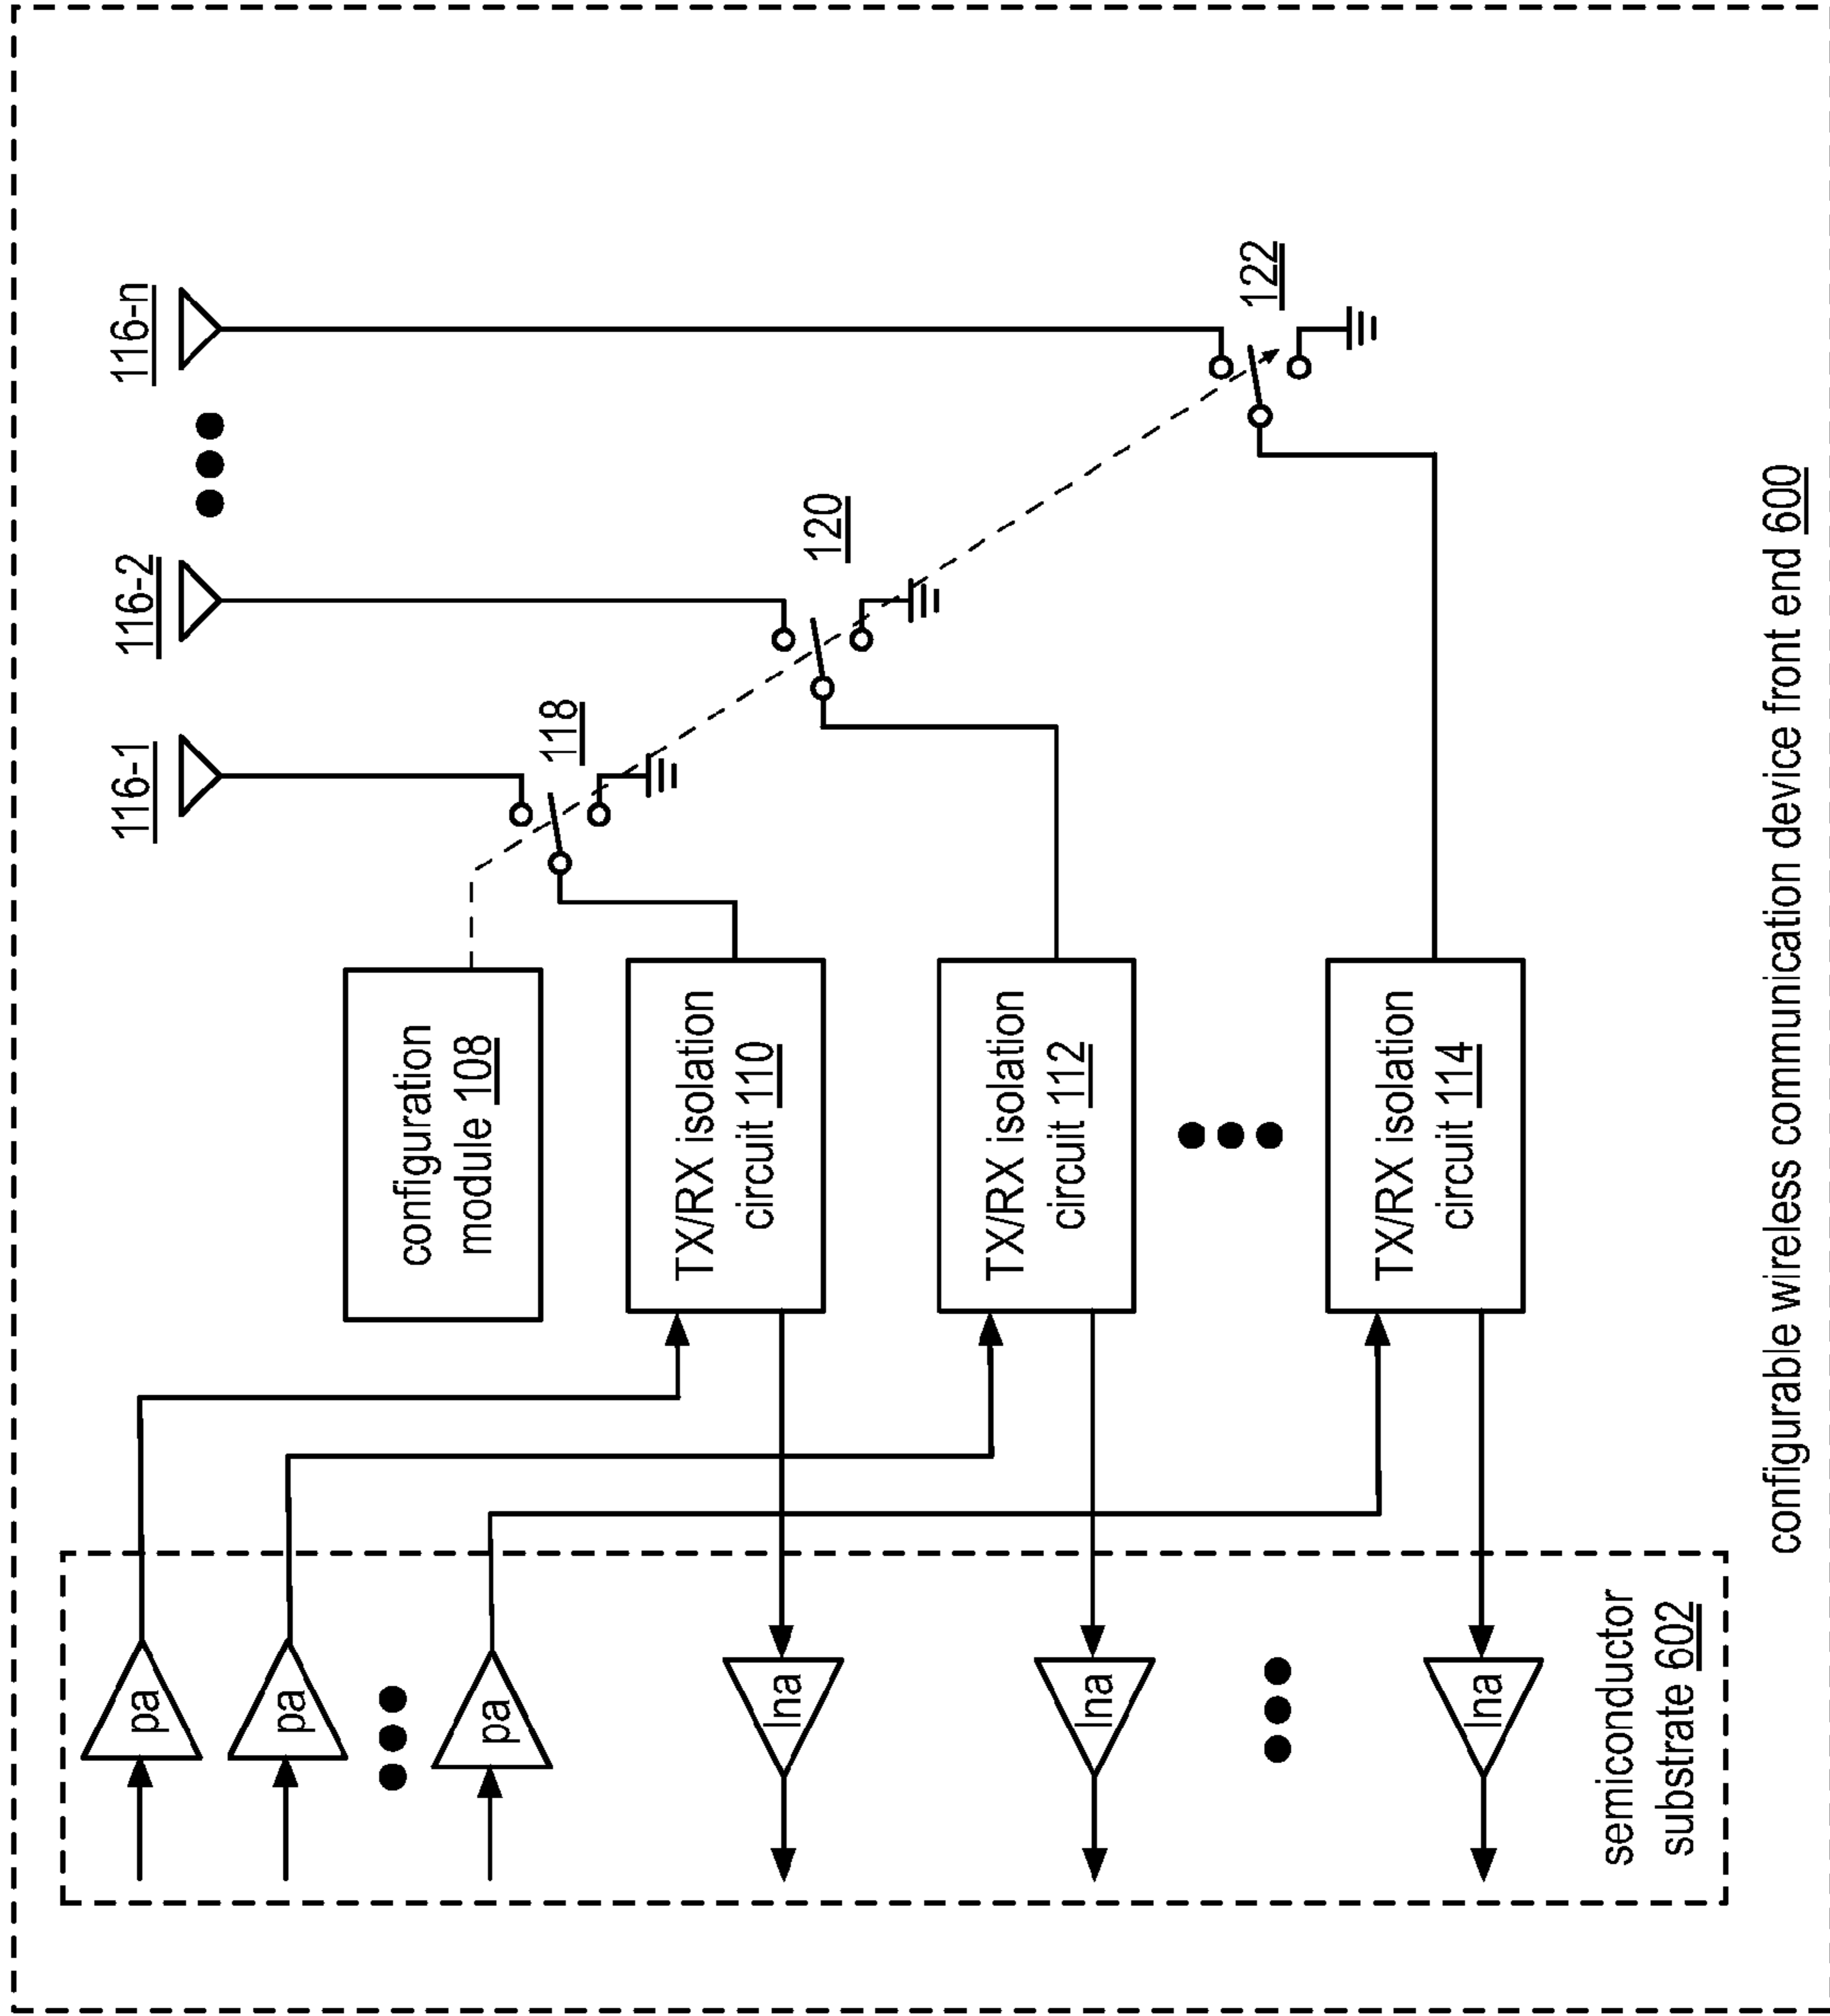 116-1
116-2
116-n
118
120
122
configuration
module 108
TX/RX isolation
circuit 110
TX/RX isolation
circuit 112
TX/RX isolation
circuit 114
pa
pa
pa
lna
lna
lna
semiconductor
substrate 602
configurable wireless communication device front end 600